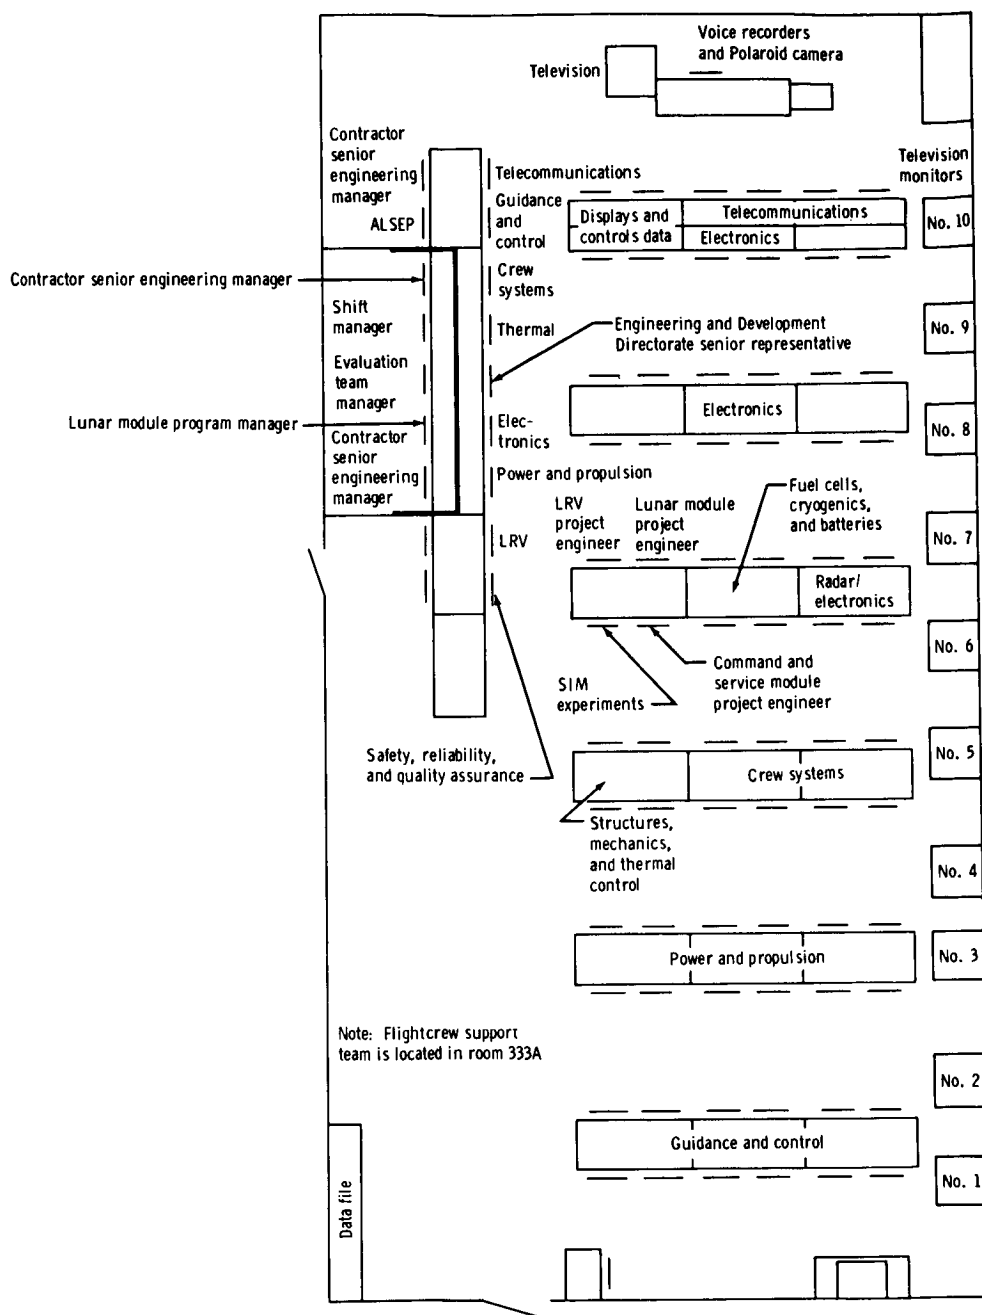 Voice recorders
and Polaroid camera
Television
Contractor
senior
engineering
manager
ALSEP
Telecommunications
Guidance
and
control
Displays and
controls data
Telecommunications
Electronics
Television
monitors
No. 10
Contractor senior engineering manager
Crew
systems
Shift
manager
Thermal
Engineering and Development
Directorate senior representative
No. 9
Evaluation
team
manager
Electronics
Lunar module program manager
Elec-
tronics
No. 8
Contractor
senior
engineering
manager
Power and propulsion
LRV
project
engineer
Lunar module
project
engineer
Fuel cells,
cryogenics,
and batteries
No. 7
LRV
Radar/
electronics
No. 6
SIM
experiments
Command and
service module
project engineer
Safety, reliability,
and quality assurance
Crew systems
No. 5
Structures,
mechanics,
and thermal
control
No. 4
Power and propulsion
No. 3
Note: Flightcrew support
team is located in room 333A
No. 2
Guidance and control
No. 1
Data file